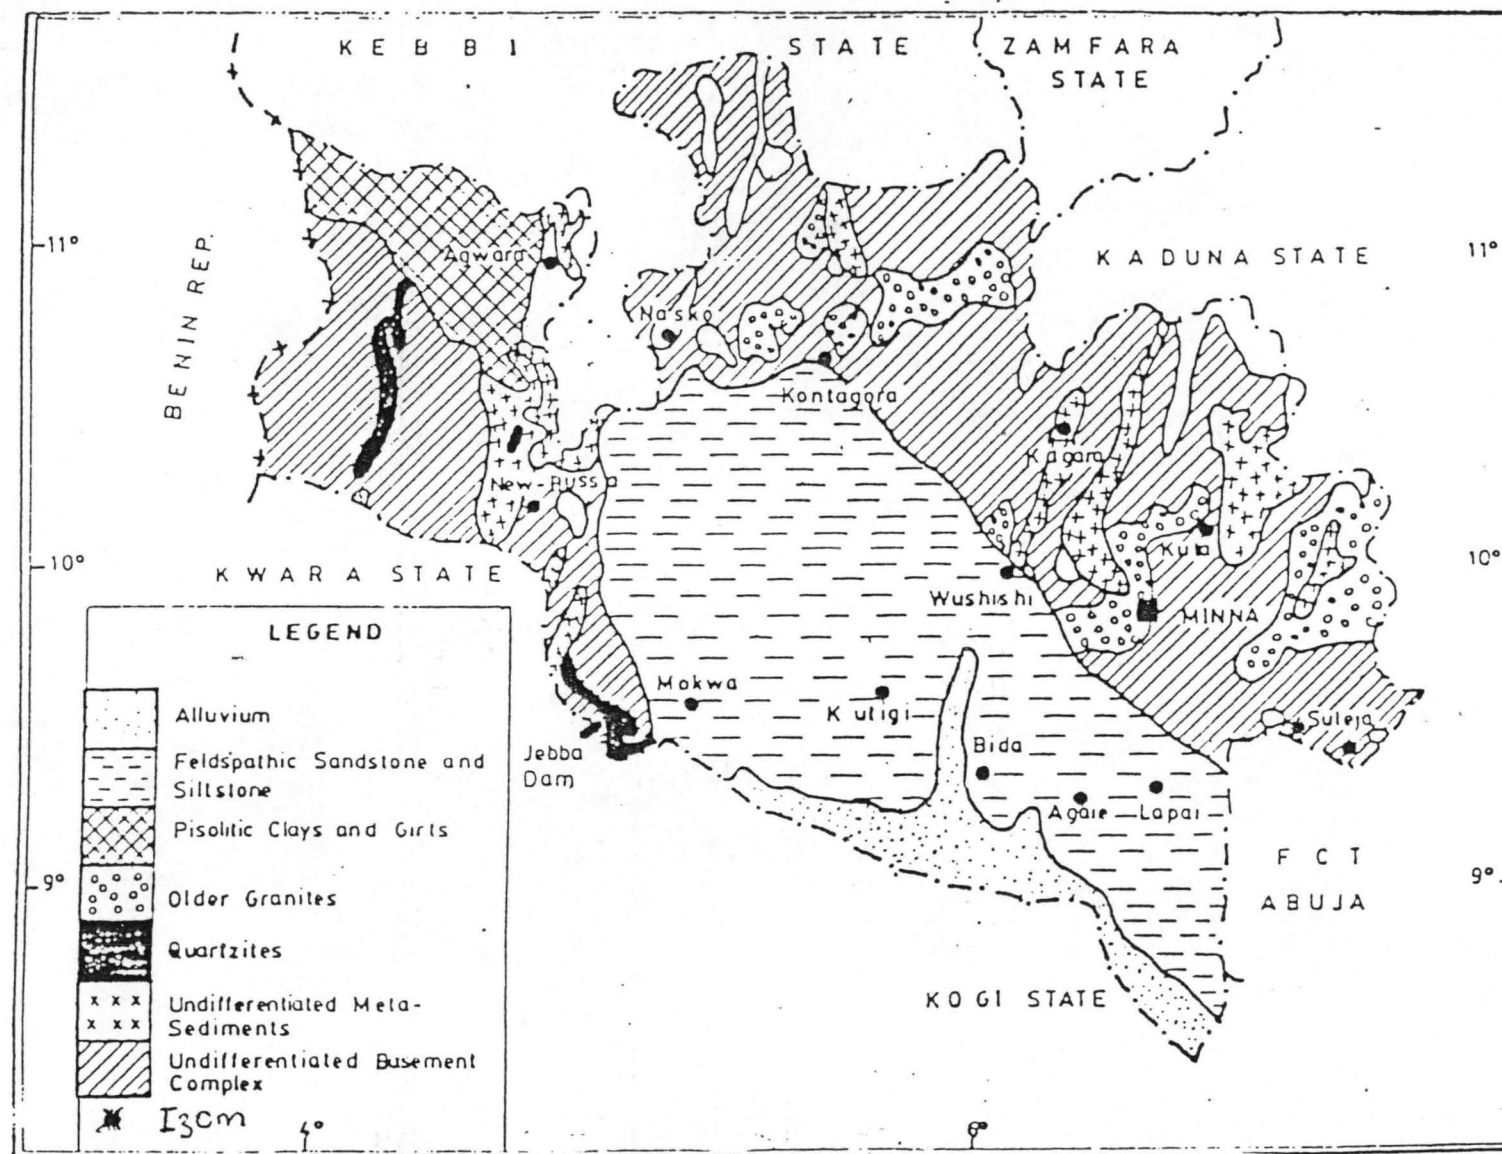 KEBBI STATE
ZAMFARA
STATE
11°
11°
KADUNA STATE
BENIN REP.
Agwara
Nasko
Kontagora
Kagara
New-Bussa
10°
10°
KWARA STATE
Kuta
Wushishi
MINNA
Mokwa
Kutigi
Suleja
Bida
Jebba
Dam
Agaie
Lapai
9°
9°
FCT
ABUJA
KOGI STATE
LEGEND
Alluvium
Feldspathic Sandstone and
Siltstone
Pisolitic Clays and Girts
Older Granites
Quartzites
Undifferentiated Meta-
Sediments
Undifferentiated Basement
Complex
4°
6°